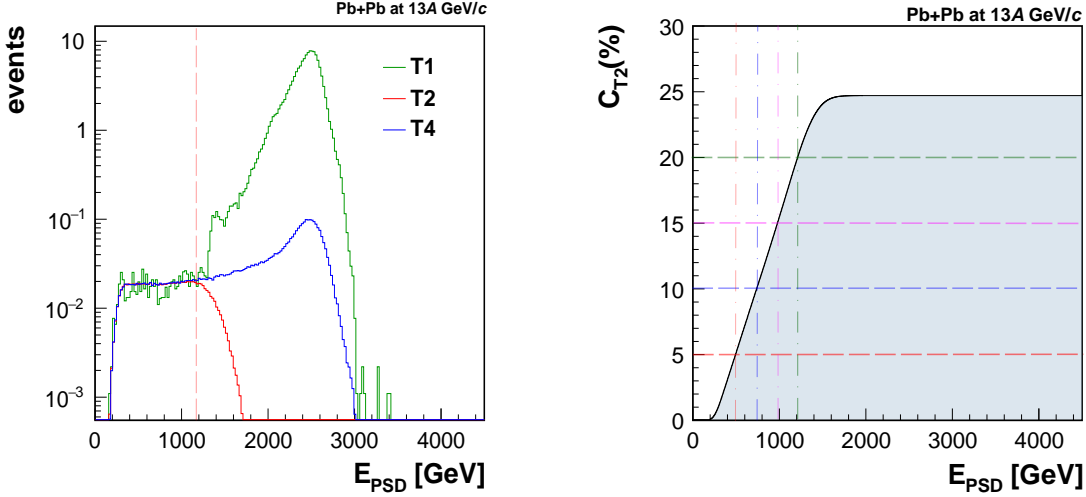 Pb+Pb at 13A GeV/c
events
10
1
10⁻¹
10⁻²
10⁻³
T1
T2
T4
0 1000 2000 3000 4000
E_PSD [GeV]
Pb+Pb at 13A GeV/c
C_T2(%)
30
25
20
15
10
5
0
0 1000 2000 3000 4000
E_PSD [GeV]